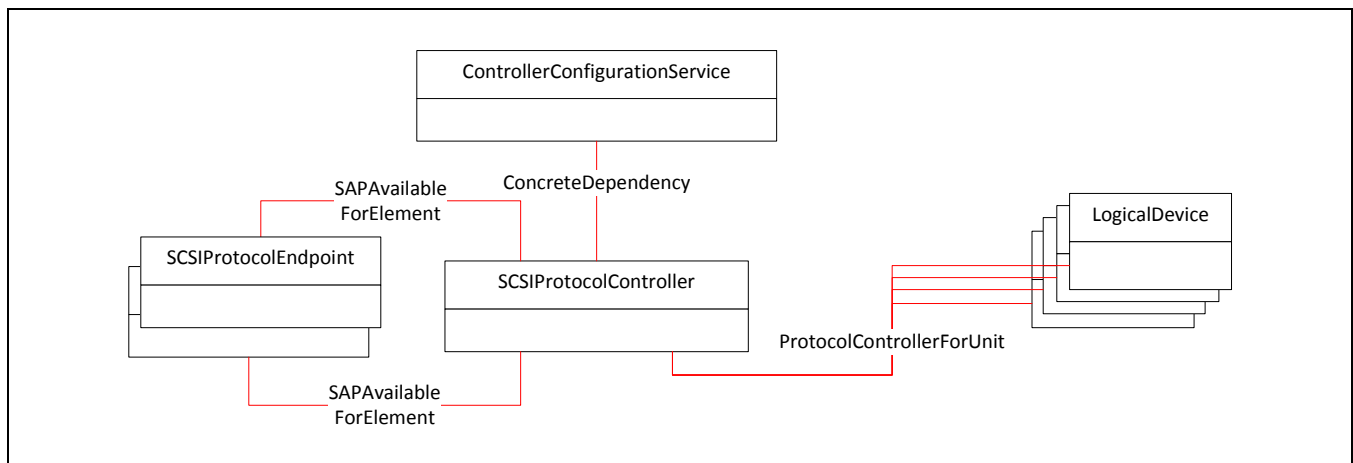 ControllerConfigurationService
ConcreteDependency
SAPAvailable
ForElement
LogicalDevice
SCSIProtocolEndpoint
SCSIProtocolController
ProtocolControllerForUnit
SAPAvailable
ForElement